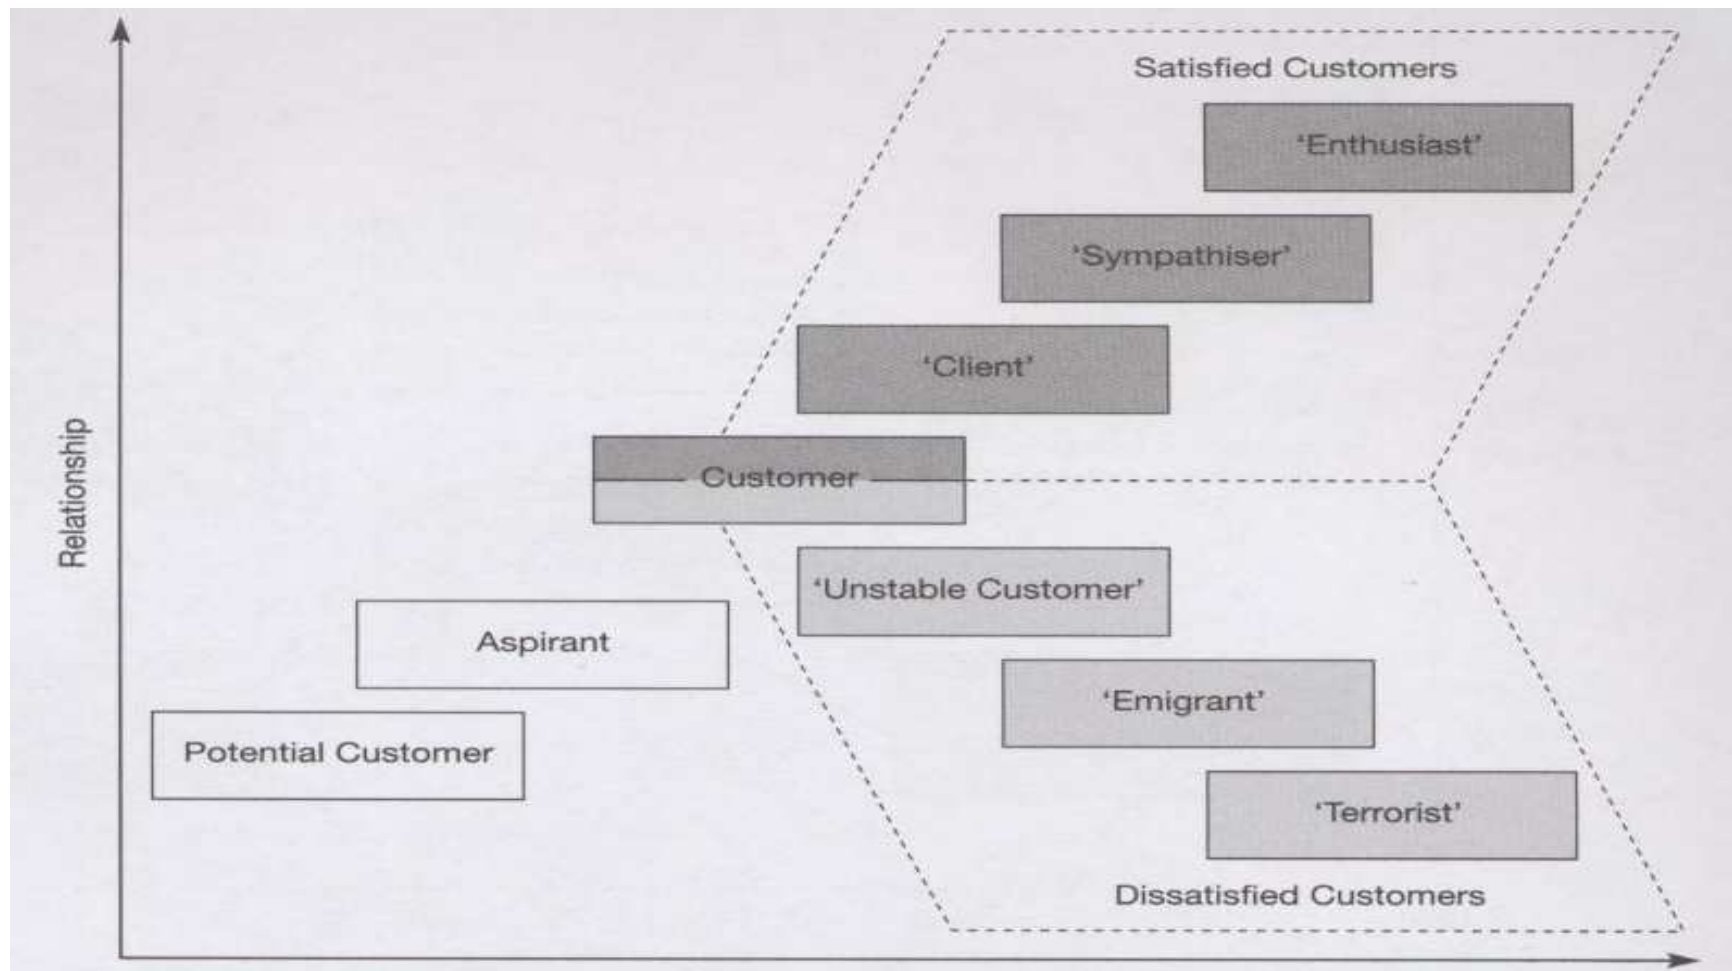 Satisfied Customers
‘Enthusiast’
‘Sympathiser’
‘Client’
Customer
‘Unstable Customer’
Aspirant
‘Emigrant’
Potential Customer
‘Terrorist’
Dissatisfied Customers
Relationship